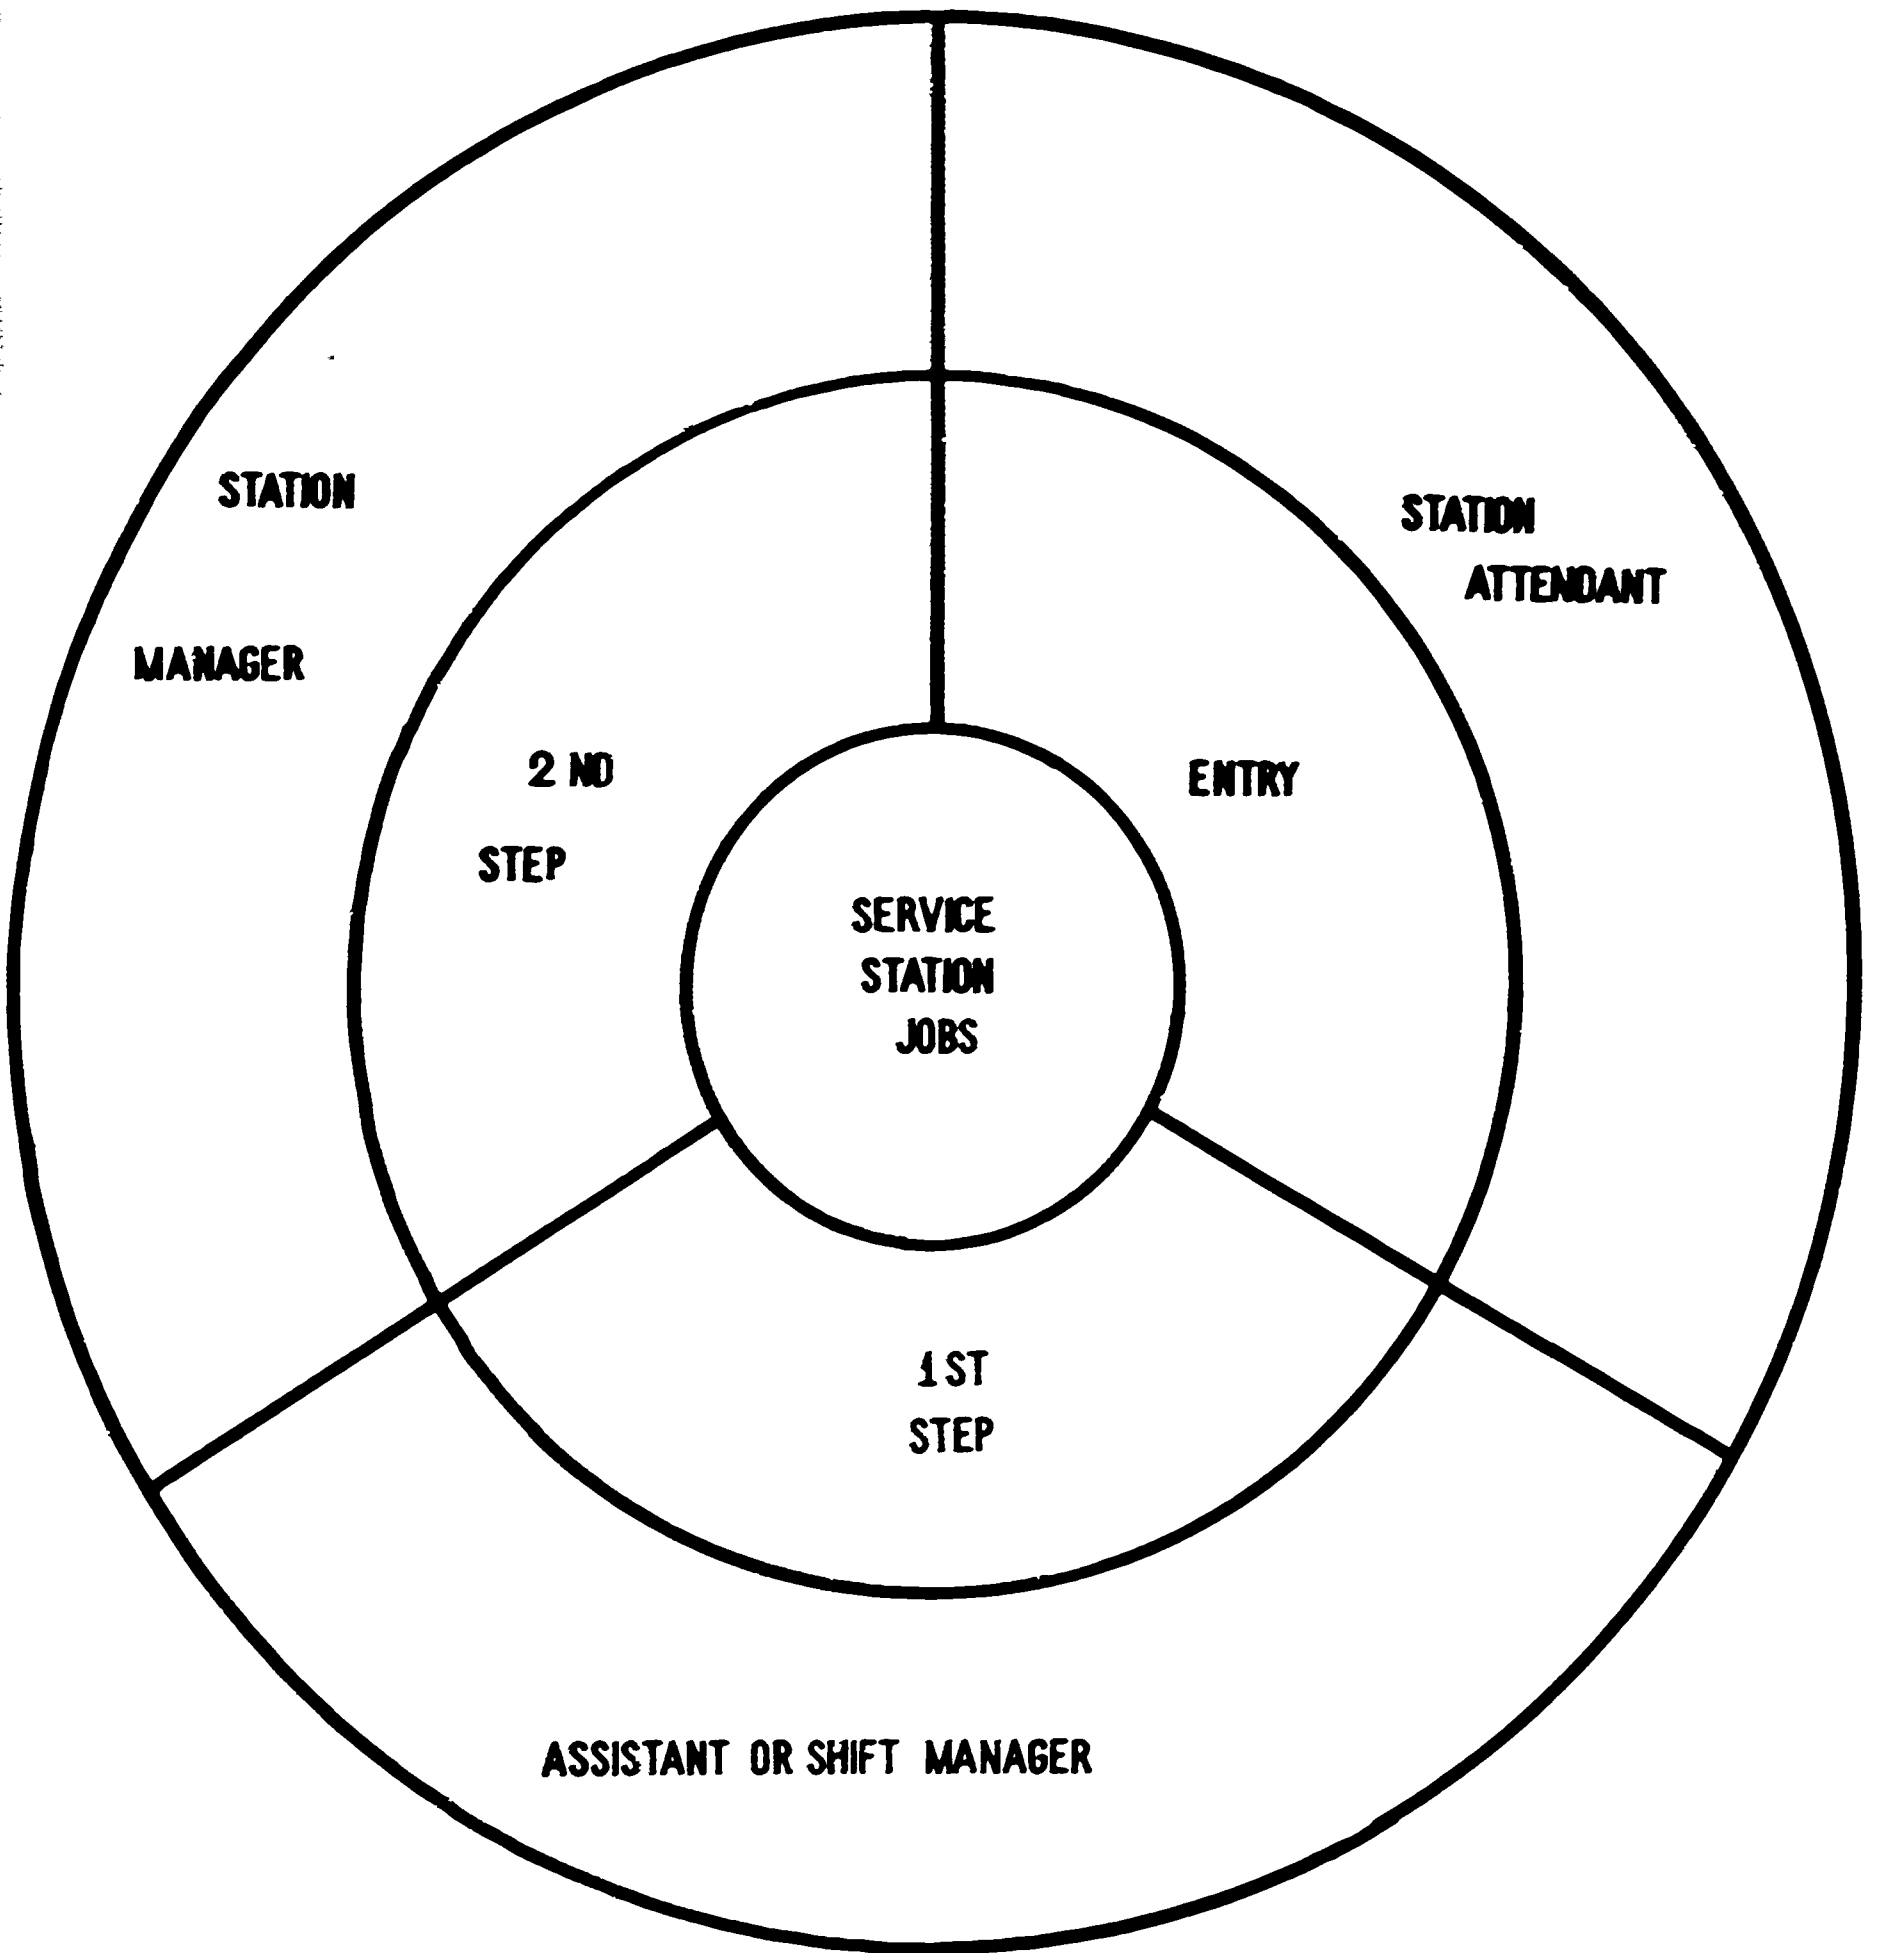 STATION
MANAGER
STATION
ATTENDANT
2 ND
STEP
ENTRY
SERVICE
STATION
JOBS
1 ST
STEP
ASSISTANT OR SHIFT MANAGER